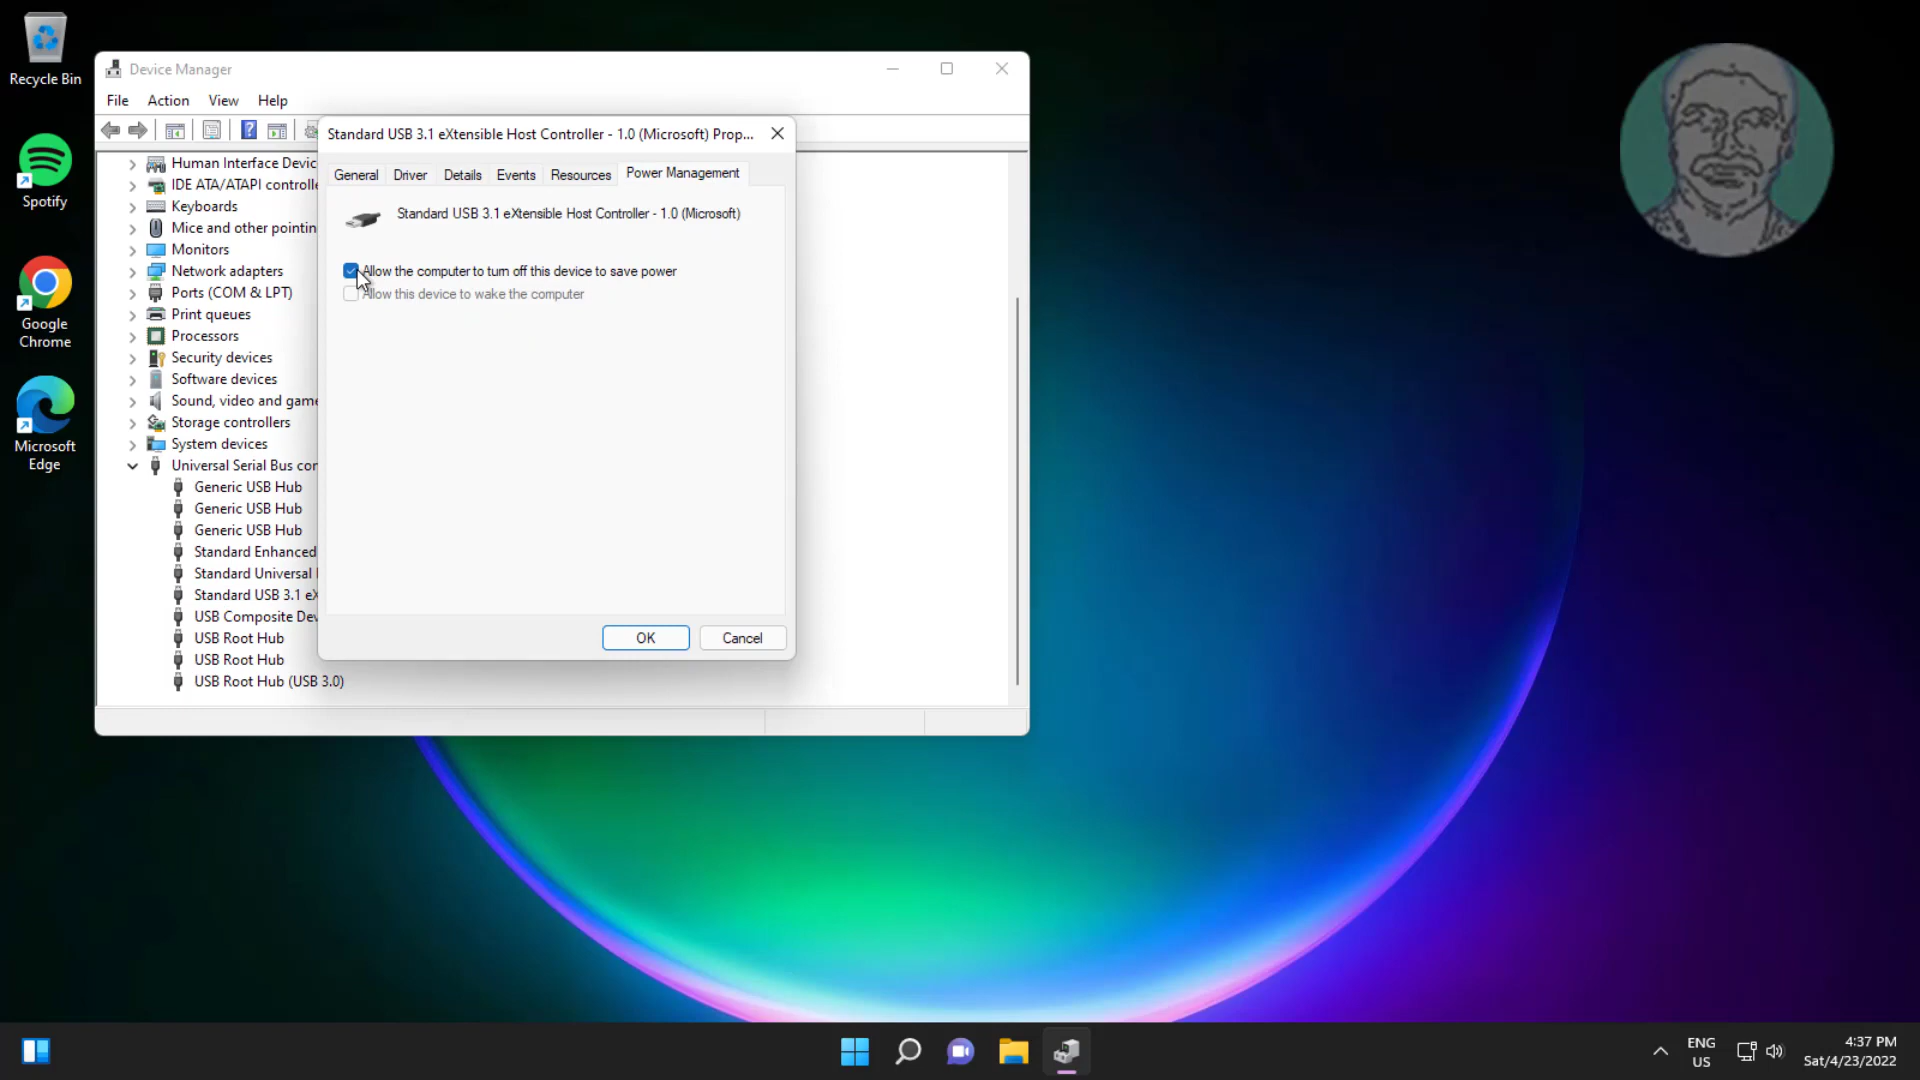 Recycle Bin
Spotify
Google
Chrome
Microsoft
Edge
Device Manager
File Action View Help
Human Interface Devic
IDE ATA/ATAPI controlle
Keyboards
Mice and other pointin
Monitors
Network adapters
Ports (COM & LPT)
Print queues
Processors
Security devices
Software devices
Sound, video and game
Storage controllers
System devices
Universal Serial Bus con
Generic USB Hub
Generic USB Hub
Generic USB Hub
Standard Enhanced
Standard Universal
Standard USB 3.1 eX
USB Composite Dev
USB Root Hub
USB Root Hub
USB Root Hub (USB 3.0)
Standard USB 3.1 eXtensible Host Controller - 1.0 (Microsoft) Prop...
General Driver Details Events Resources Power Management
Standard USB 3.1 eXtensible Host Controller - 1.0 (Microsoft)
Allow the computer to turn off this device to save power
Allow this device to wake the computer
OK Cancel
ENG
US
4:37 PM
Sat/4/23/2022